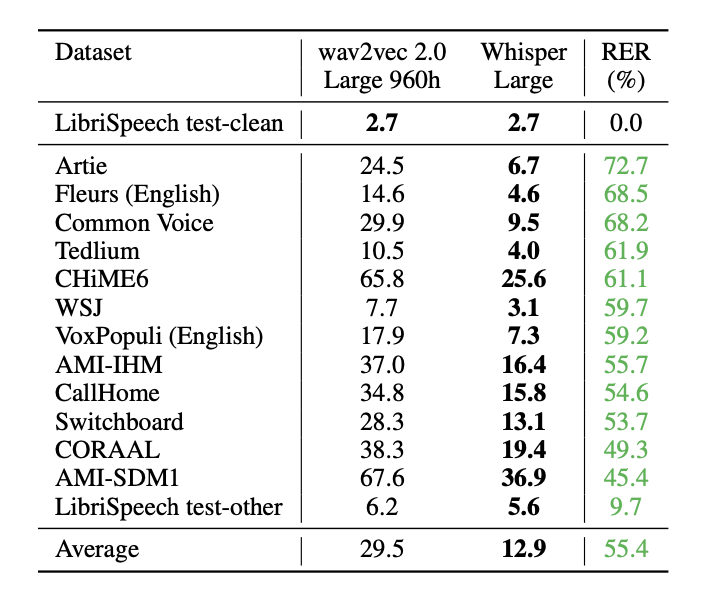 Dataset wav2vec 2.0 Whisper RER
Large 960h Large (%)
LibriSpeech test-clean 2.7 2.7 0.0
Artie 24.5 6.7 72.7
Fleurs (English) 14.6 4.6 68.5
Common Voice 29.9 9.5 68.2
Tedlium 10.5 4.0 61.9
CHiME6 65.8 25.6 61.1
WSJ 7.7 3.1 59.7
VoxPopuli (English) 17.9 7.3 59.2
AMI-IHM 37.0 16.4 55.7
CallHome 34.8 15.8 54.6
Switchboard 28.3 13.1 53.7
CORAAL 38.3 19.4 49.3
AMI-SDM1 67.6 36.9 45.4
LibriSpeech test-other 6.2 5.6 9.7
Average 29.5 12.9 55.4